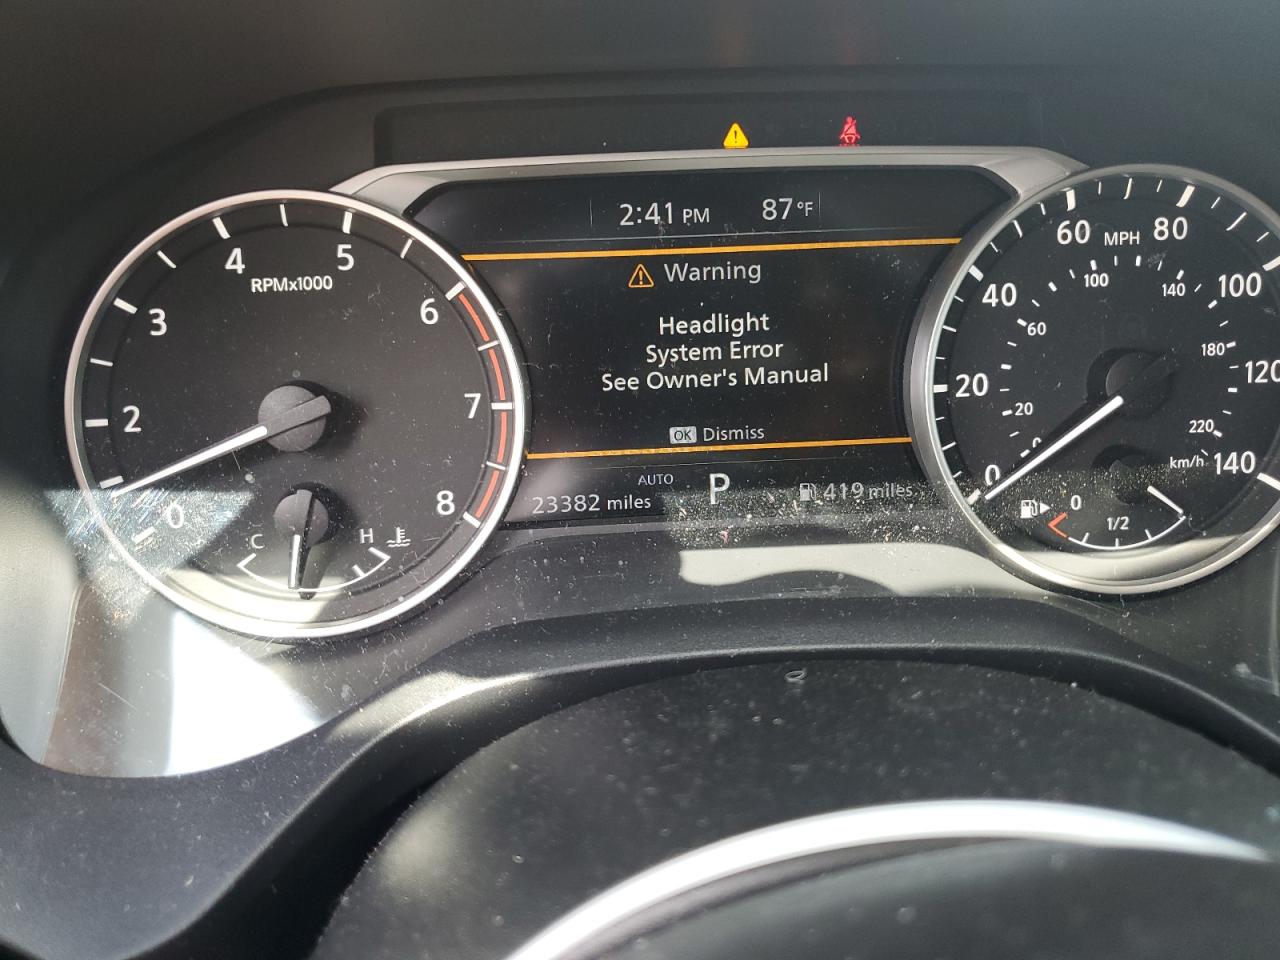 2:41 PM 87°F
Warning
Headlight
System Error
See Owner's Manual
OK Dismiss
AUTO
23382 miles P 419 miles
0 2 3 4 5 6 7 8
RPMx1000
C H
0 20 40 60 80 100 120 140
MPH
0 20 60 100 140 180 220
km/h
0 1/2